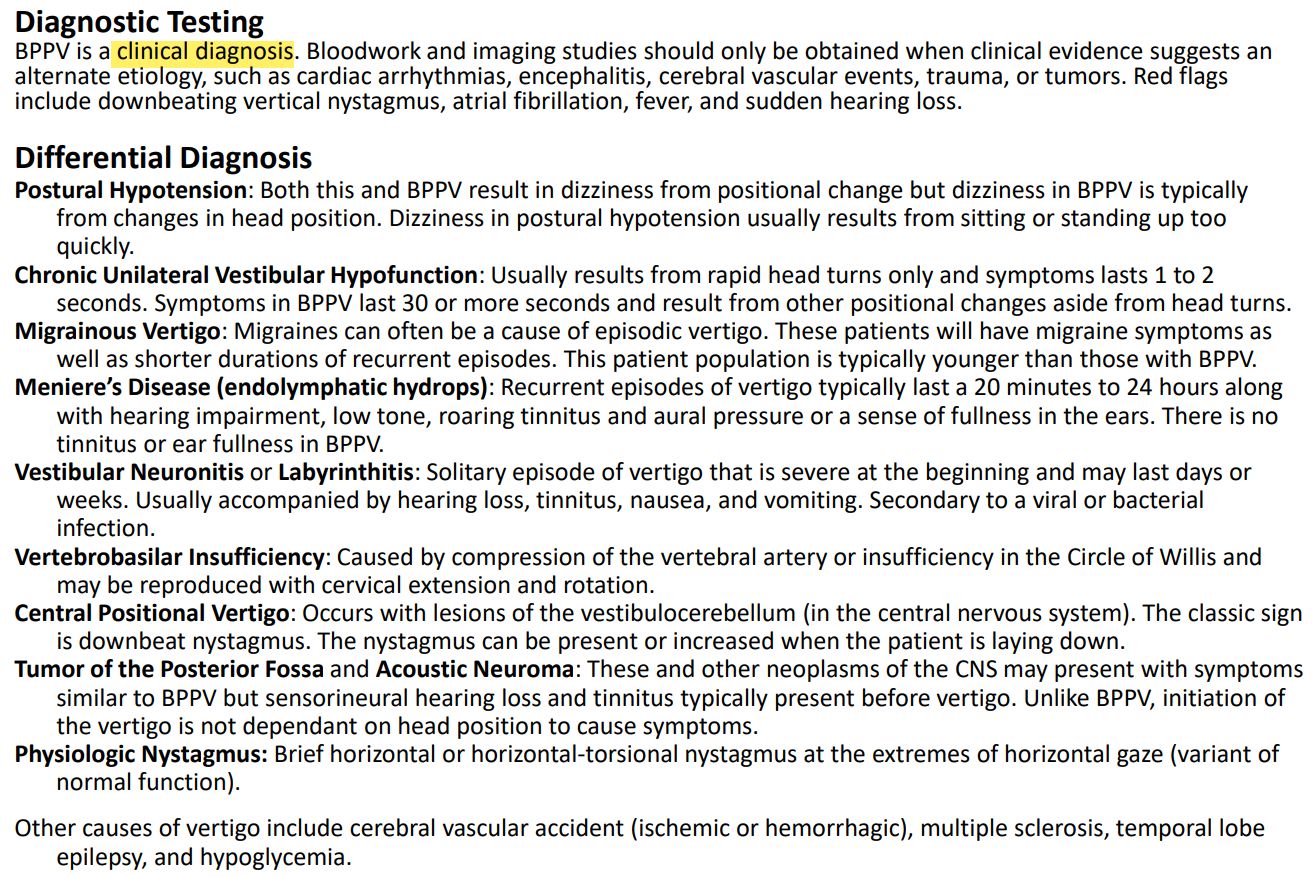 Diagnostic Testing
BPPV is a clinical diagnosis. Bloodwork and imaging studies should only be obtained when clinical evidence suggests an
alternate etiology, such as cardiac arrhythmias, encephalitis, cerebral vascular events, trauma, or tumors. Red flags
include downbeating vertical nystagmus, atrial fibrillation, fever, and sudden hearing loss.
Differential Diagnosis
Postural Hypotension: Both this and BPPV result in dizziness from positional change but dizziness in BPPV is typically
from changes in head position. Dizziness in postural hypotension usually results from sitting or standing up too
quickly.
Chronic Unilateral Vestibular Hypofunction: Usually results from rapid head turns only and symptoms lasts 1 to 2
seconds. Symptoms in BPPV last 30 or more seconds and result from other positional changes aside from head turns.
Migrainous Vertigo: Migraines can often be a cause of episodic vertigo. These patients will have migraine symptoms as
well as shorter durations of recurrent episodes. This patient population is typically younger than those with BPPV.
Meniere's Disease (endolymphatic hydrops): Recurrent episodes of vertigo typically last a 20 minutes to 24 hours along
with hearing impairment, low tone, roaring tinnitus and aural pressure or a sense of fullness in the ears. There is no
tinnitus or ear fullness in BPPV.
Vestibular Neuronitis or Labyrinthitis: Solitary episode of vertigo that is severe at the beginning and may last days or
weeks. Usually accompanied by hearing loss, tinnitus, nausea, and vomiting. Secondary to a viral or bacterial
infection.
Vertebrobasilar Insufficiency: Caused by compression of the vertebral artery or insufficiency in the Circle of Willis and
may be reproduced with cervical extension and rotation.
Central Positional Vertigo: Occurs with lesions of the vestibulocerebellum (in the central nervous system). The classic sign
is downbeat nystagmus. The nystagmus can be present or increased when the patient is laying down.
Tumor of the Posterior Fossa and Acoustic Neuroma: These and other neoplasms of the CNS may present with symptoms
similar to BPPV but sensorineural hearing loss and tinnitus typically present before vertigo. Unlike BPPV, initiation of
the vertigo is not dependant on head position to cause symptoms.
Physiologic Nystagmus: Brief horizontal or horizontal-torsional nystagmus at the extremes of horizontal gaze (variant of
normal function).
Other causes of vertigo include cerebral vascular accident (ischemic or hemorrhagic), multiple sclerosis, temporal lobe
epilepsy, and hypoglycemia.